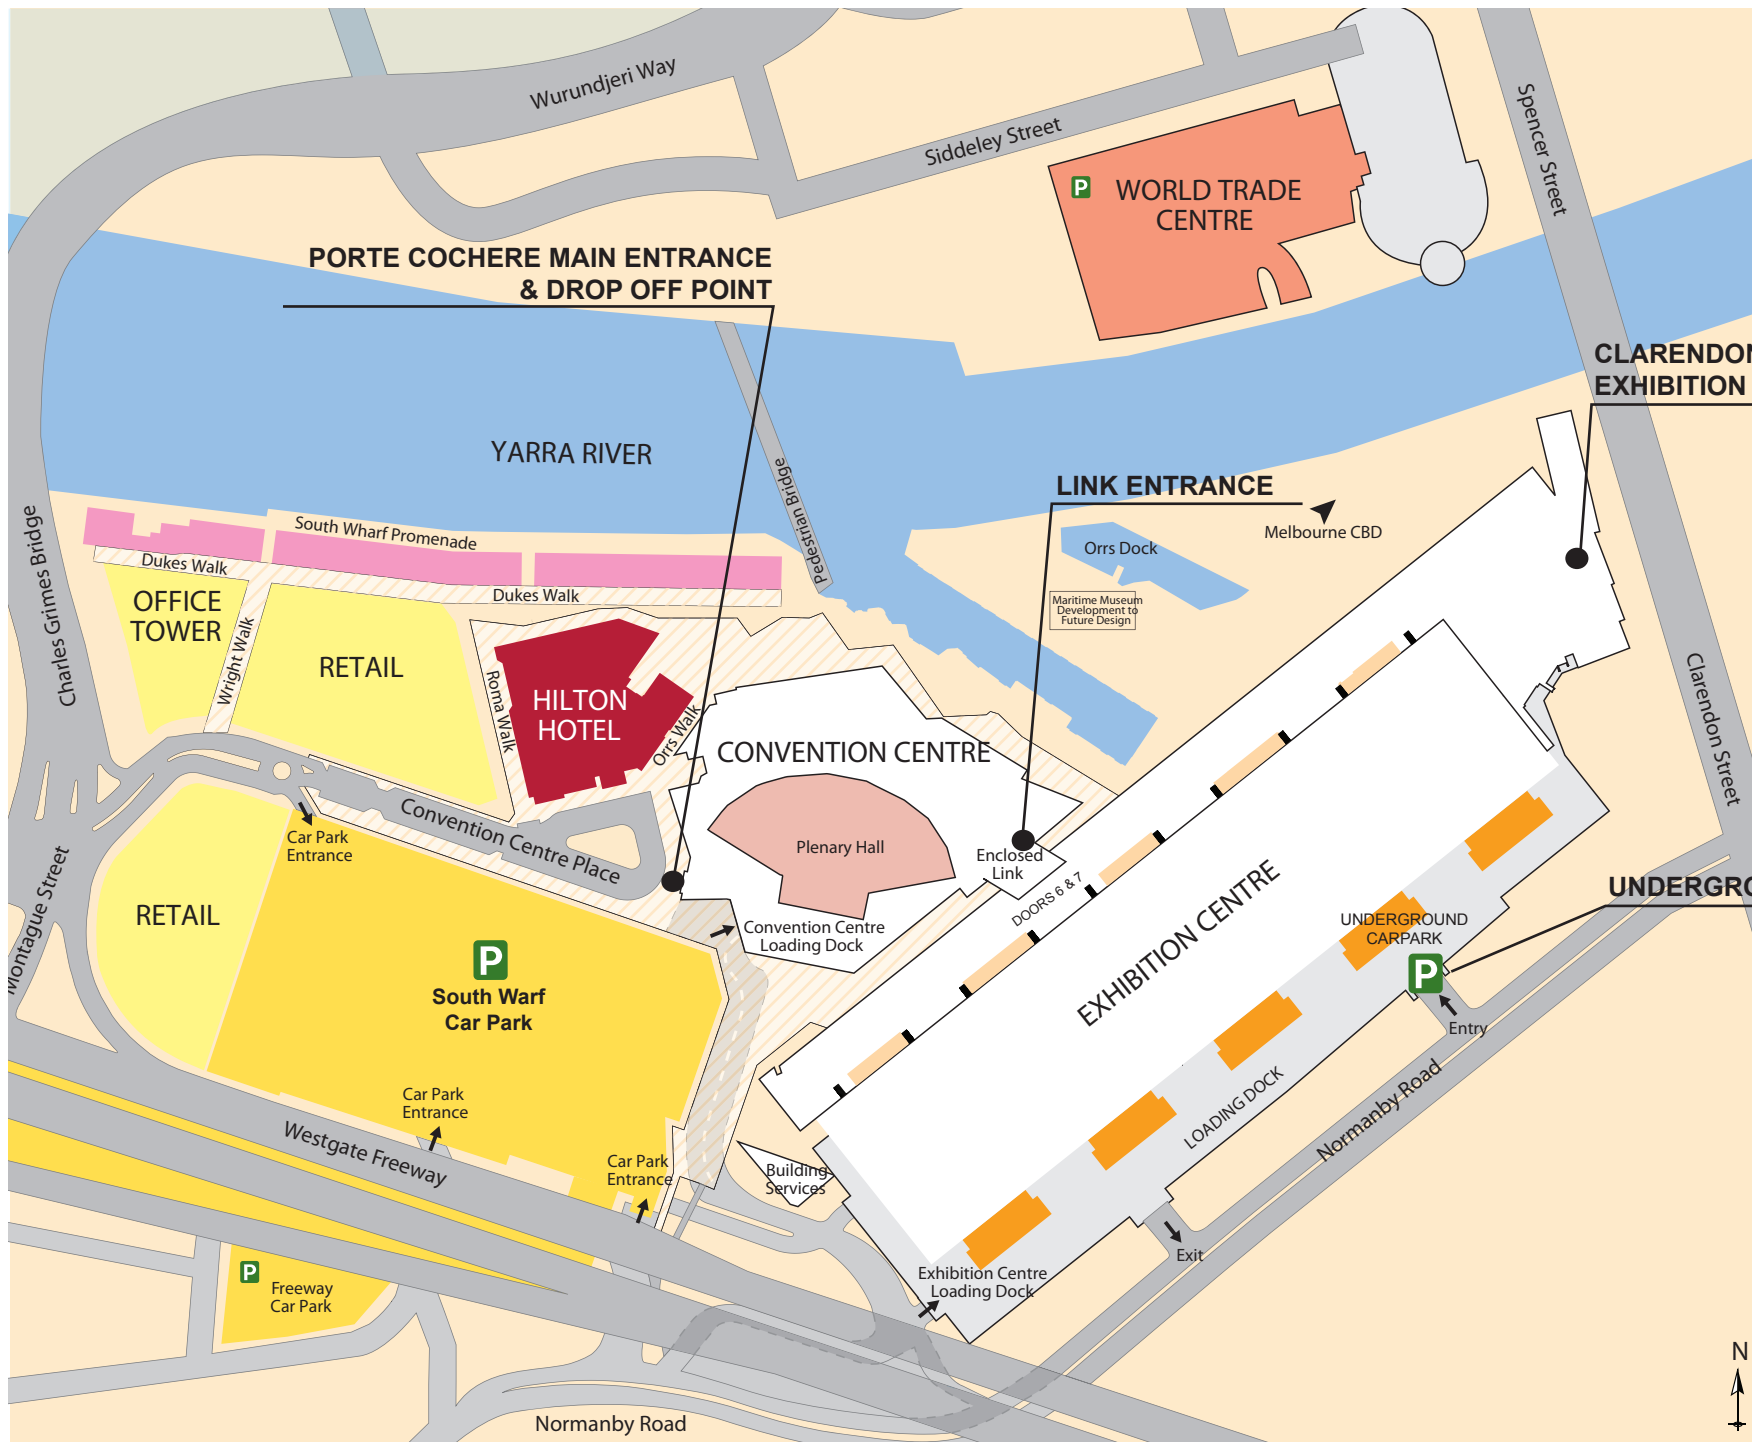 Wurundjeri Way
Siddeley Street
Spencer Street
P
WORLD TRADE
CENTRE
PORTE COCHERE MAIN ENTRANCE
& DROP OFF POINT
CLARENDON
EXHIBITION
YARRA RIVER
Pedestrian Bridge
LINK ENTRANCE
Melbourne CBD
Orrs Dock
Maritime Museum
Development to
Future Design
South Wharf Promenade
Dukes Walk
Dukes Walk
Charles Grimes Bridge
OFFICE
TOWER
Wright Walk
RETAIL
Roma Walk
HILTON
HOTEL
Orrs Walk
CONVENTION CENTRE
Clarendon Street
Plenary Hall
Enclosed
Link
DOORS 6 & 7
Convention Centre Place
Car Park
Entrance
Montague Street
RETAIL
Convention Centre
Loading Dock
EXHIBITION CENTRE
UNDERGRO
UNDERGROUND
CARPARK
P
Entry
P
South Warf
Car Park
Car Park
Entrance
Westgate Freeway
Car Park
Entrance
Building
Services
LOADING DOCK
Normanby Road
Exit
Exhibition Centre
Loading Dock
P
Freeway
Car Park
Normanby Road
N